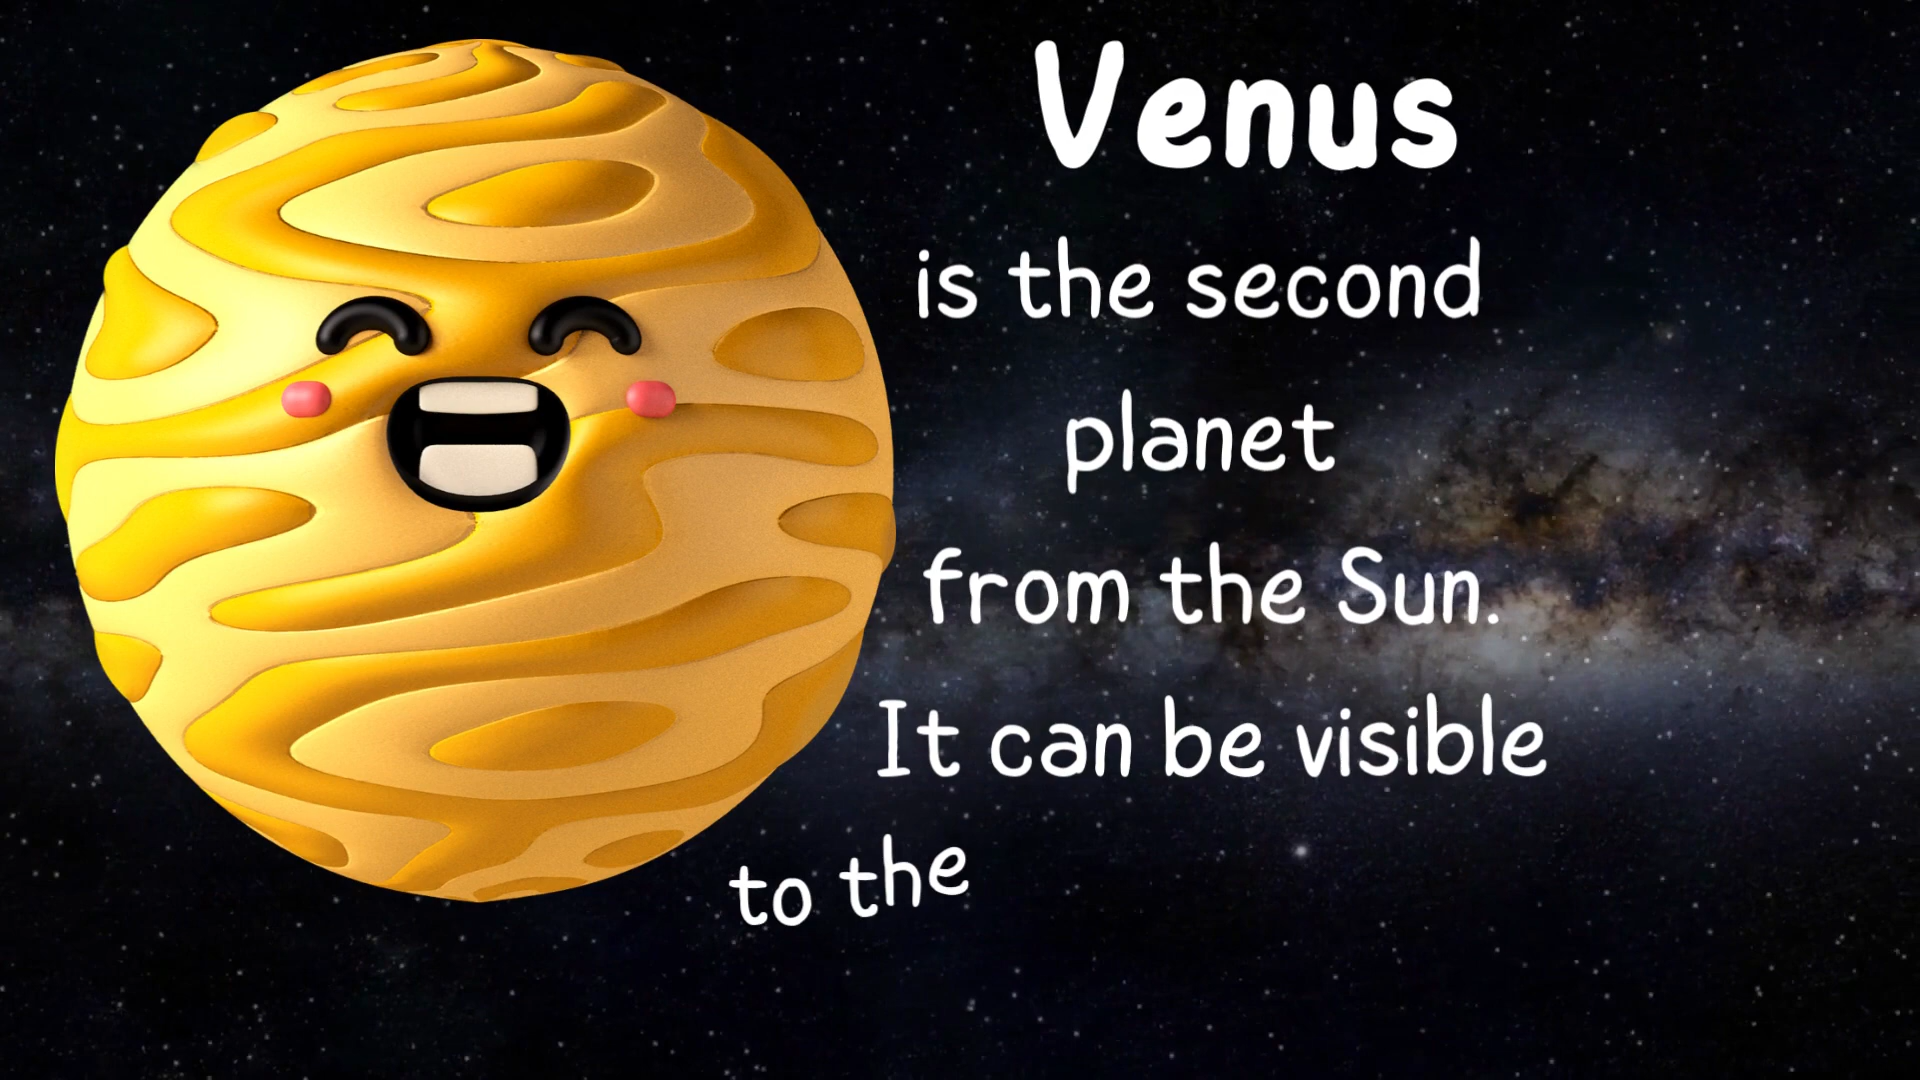 Venus
is the second
planet
from the Sun.
It can be visible
to the